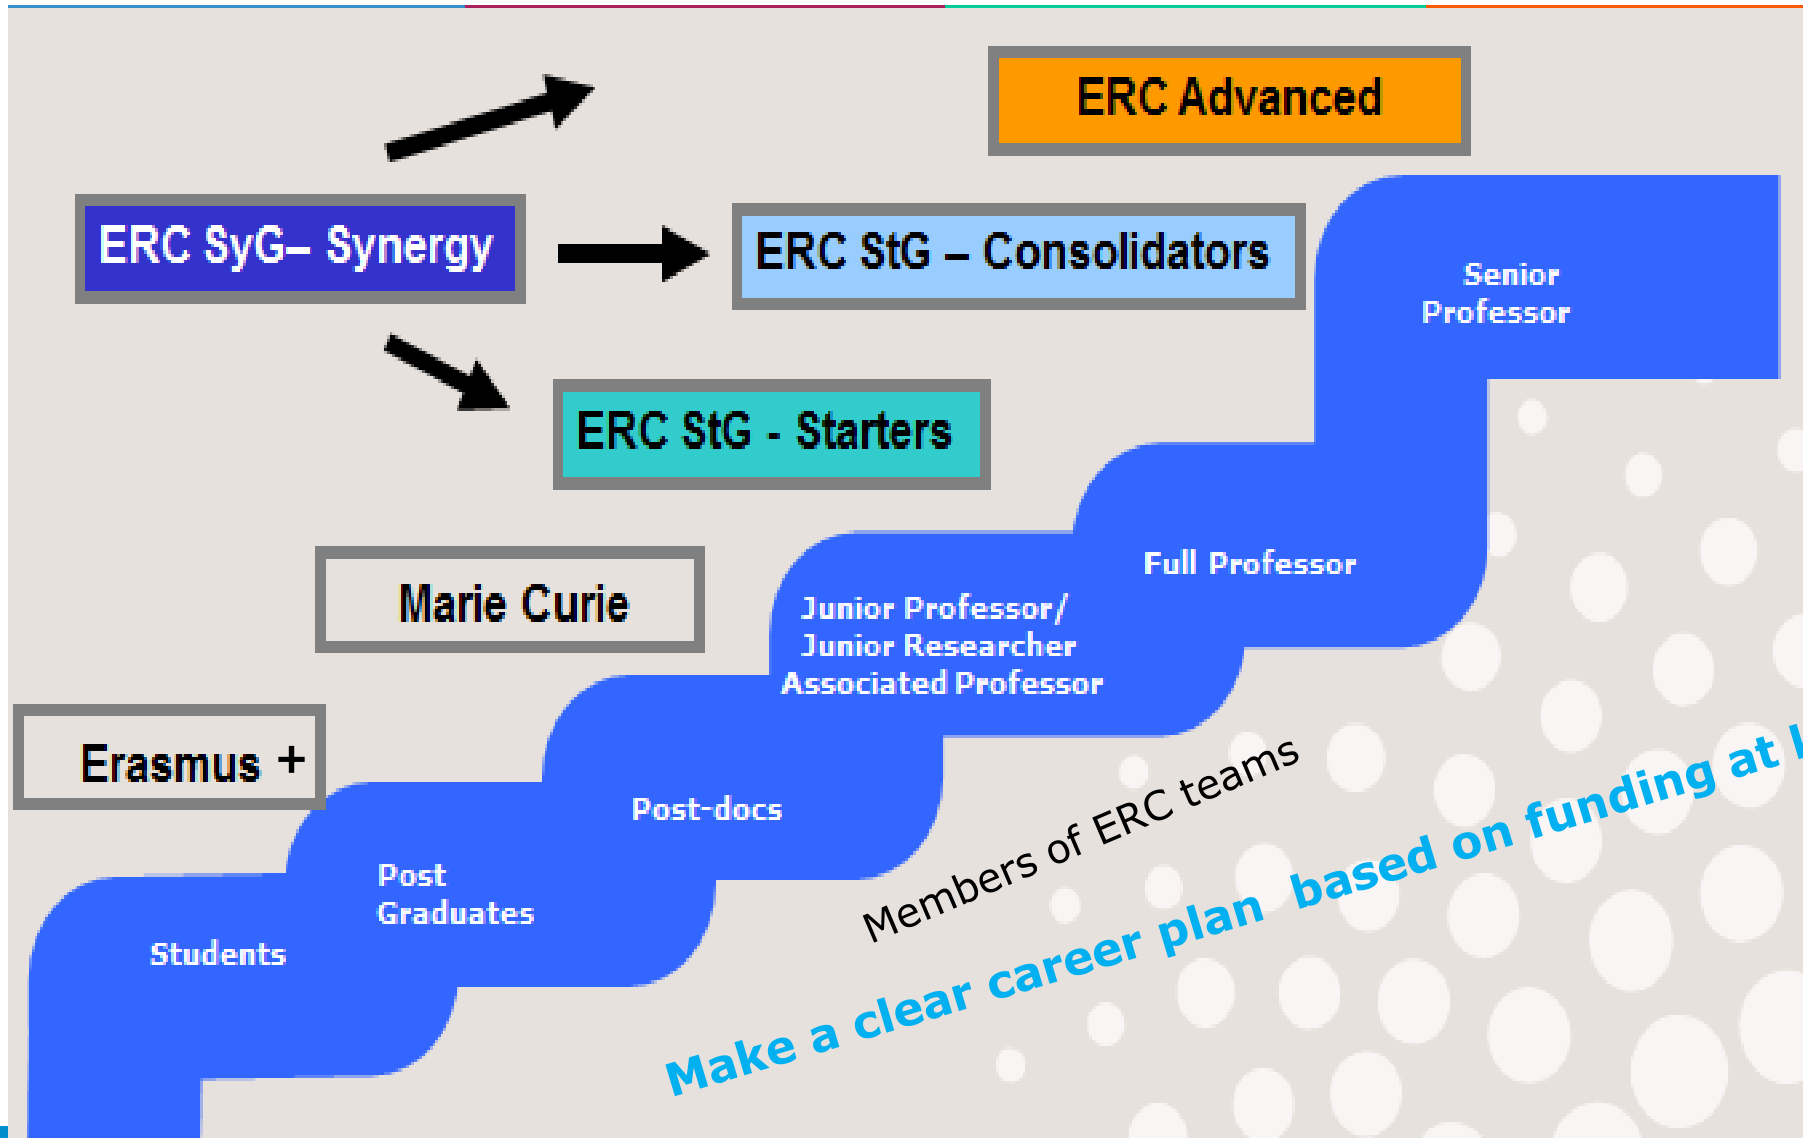 ERC Advanced
ERC SyG– Synergy
ERC StG – Consolidators
Senior
Professor
ERC StG - Starters
Full Professor
Marie Curie
Junior Professor/
Junior Researcher
Associated Professor
Erasmus +
Post-docs
Post
Graduates
Students
Members of ERC teams
Make a clear career plan  based on funding at